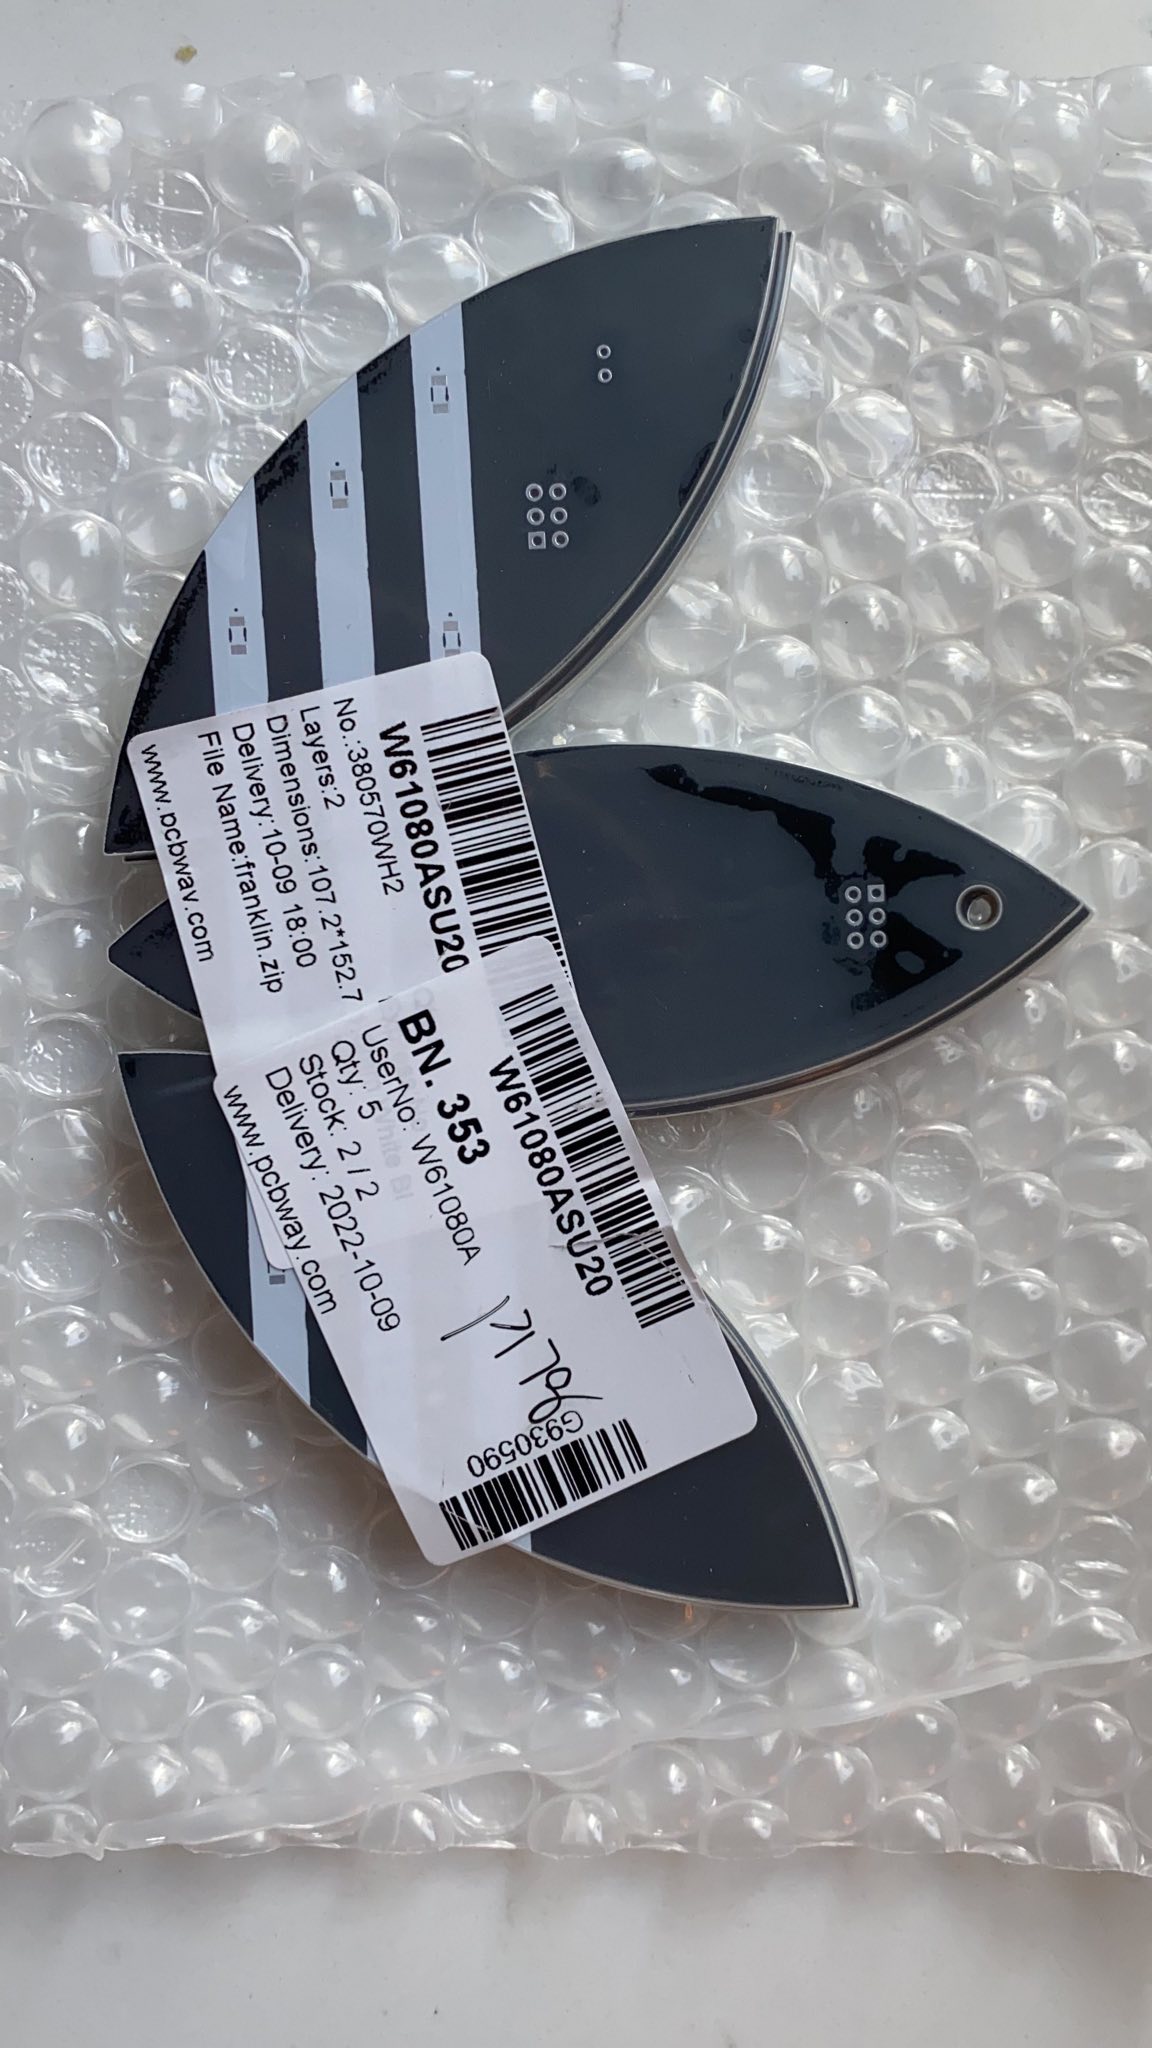 W61080ASU20
No.:380570WH2
Layers:2
Dimensions:107.2*152.7
Delivery:10-09 18:00
File Name:franklin.zip
www.pcbway.com
W61080ASU20
BN. 353
UserNo: W61080A
Qty: 5
Stock: 2 / 2
Delivery: 2022-10-09
www.pcbway.com
G930590